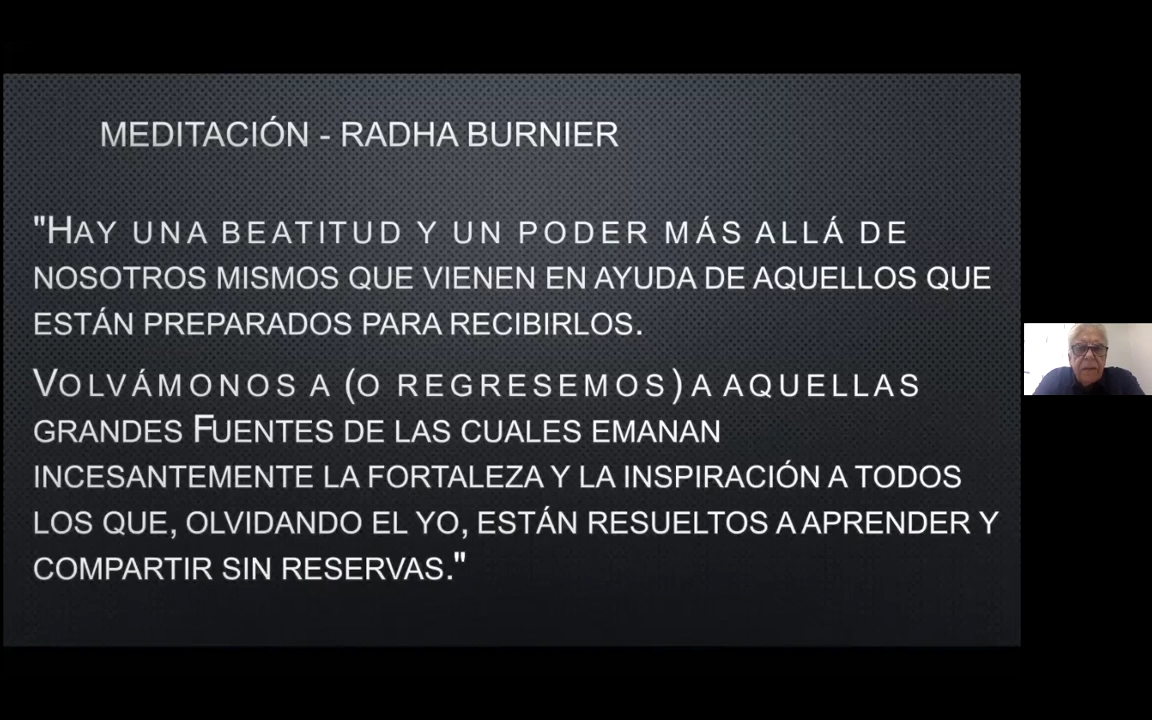 MEDITACIÓN - RADHA BURNIER
"HAY UNA BEATITUD Y UN PODER MÁS ALLÁ DE
NOSOTROS MISMOS QUE VIENEN EN AYUDA DE AQUELLOS QUE
ESTÁN PREPARADOS PARA RECIBIRLOS.
VOLVÁMONOS A (O REGRESEMOS) A AQUELLAS
GRANDES FUENTES DE LAS CUALES EMANAN
INCESANTEMENTE LA FORTALEZA Y LA INSPIRACIÓN A TODOS
LOS QUE, OLVIDANDO EL YO, ESTÁN RESUELTOS A APRENDER Y
COMPARTIR SIN RESERVAS."